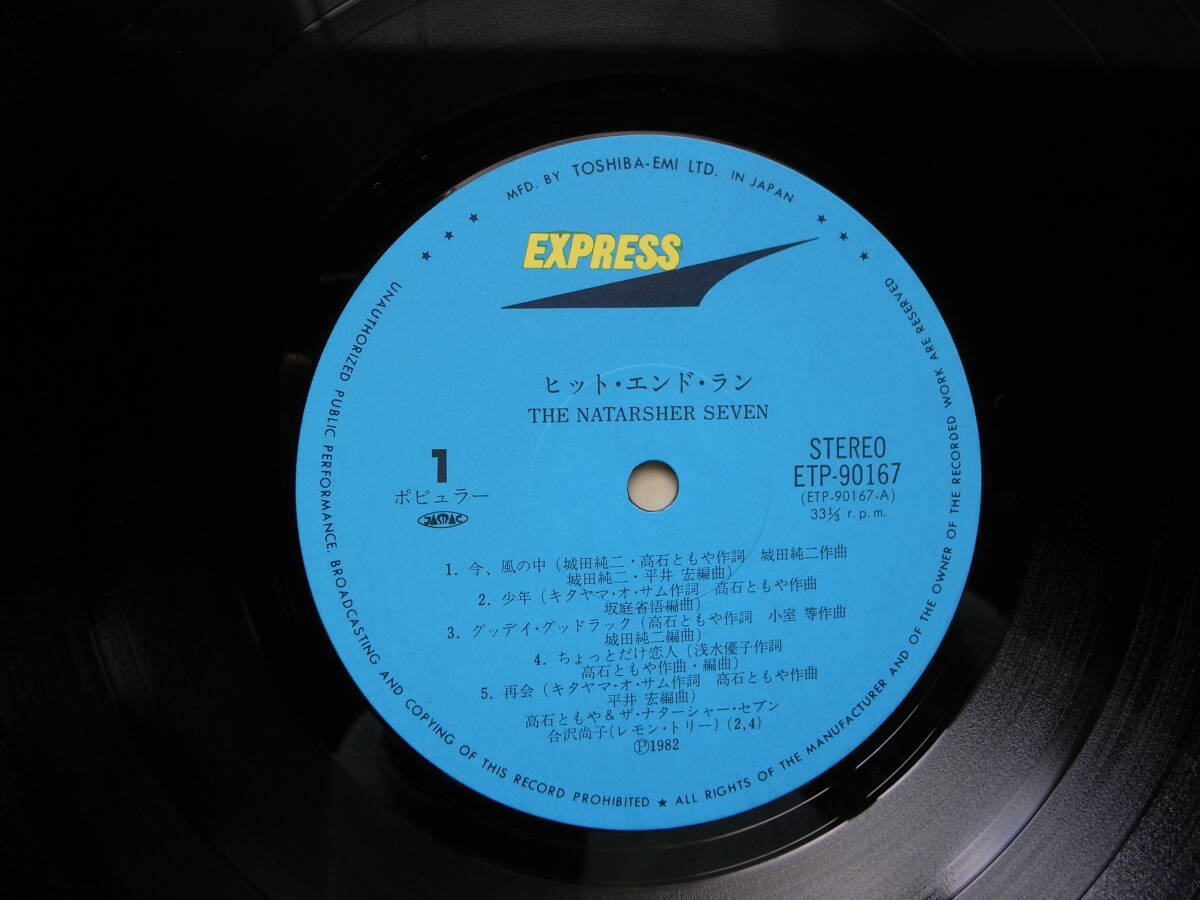 MFD. BY TOSHIBA-EMI LTD. IN JAPAN
EXPRESS
ヒット・エンド・ラン
THE NATARSHER SEVEN
1
ポピュラー
JASRAC
STEREO
ETP-90167
(ETP-90167-A)
33⅓ r.p.m.
1. 今、風の中(城田純二・高石ともや作詞 城田純二作曲
城田純二・平井 宏編曲)
2. 少年(キタヤマ・オ・サム作詞 高石ともや作曲
坂庭省悟編曲)
3. グッデイ・グッドラック(高石ともや作詞 小室 等作曲
城田純二編曲)
4. ちょっとだけ恋人(浅水優子作詞
高石ともや作曲・編曲)
5. 再会(キタヤマ・オ・サム作詞 高石ともや作曲
平井 宏編曲)
高石ともや&ザ・ナターシャー・セブン
合沢尚子(レモン・トリー)(2,4)
Ⓟ1982
UNAUTHORIZED PUBLIC PERFORMANCE, BROADCASTING AND COPYING OF THIS RECORD PROHIBITED ★ ALL RIGHTS OF THE MANUFACTURER AND OF THE OWNER OF THE RECORDED WORK ARE RESERVED